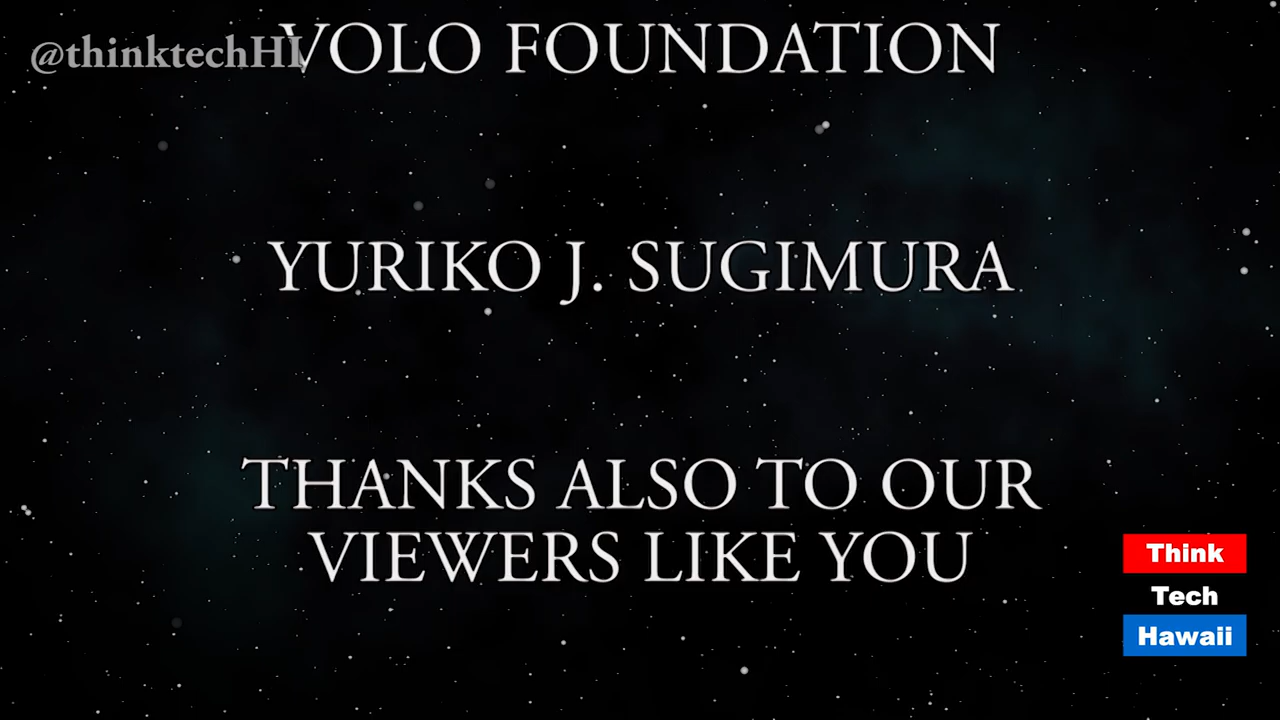 @thinktechHI
VOLO FOUNDATION
YURIKO J. SUGIMURA
THANKS ALSO TO OUR
VIEWERS LIKE YOU
Think
Tech
Hawaii